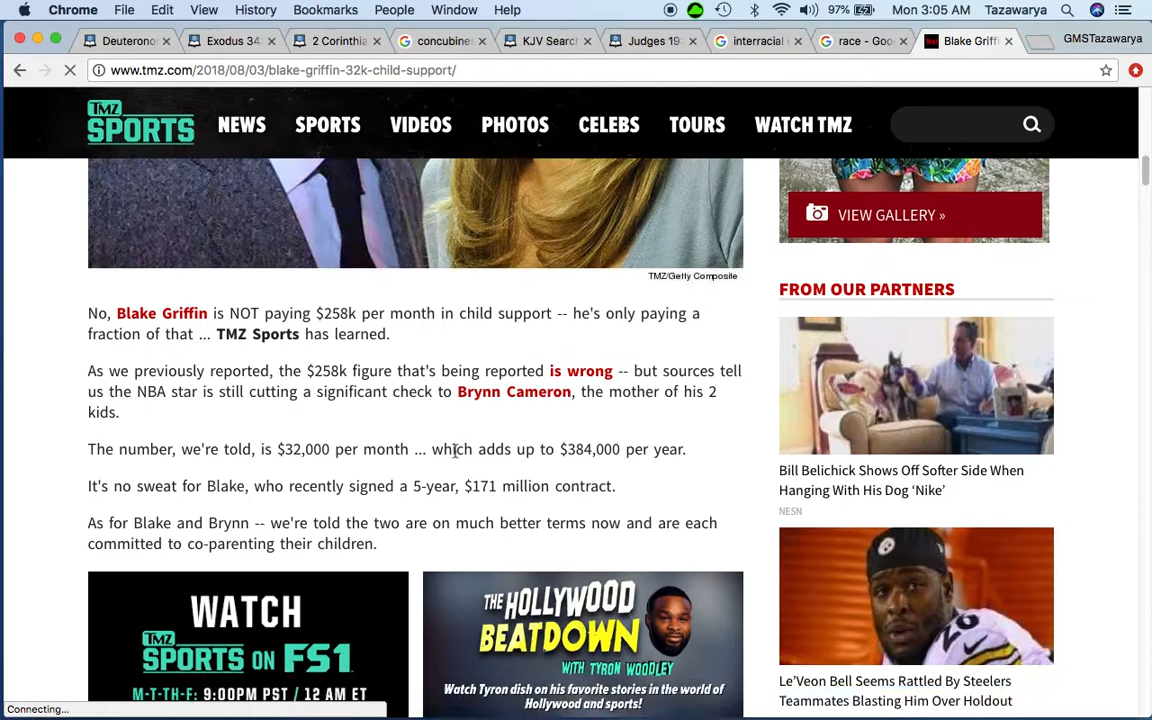 Chrome File Edit View History Bookmarks People Window Help 97% Mon 3:05 AM Tazawarya
Deuterono Exodus 34: 2 Corinthia concubines KJV Searc Judges 19: interracial race - Goo Blake Griff GMSTazawarya
www.tmz.com/2018/08/03/blake-griffin-32k-child-support/
TMZ SPORTS NEWS SPORTS VIDEOS PHOTOS CELEBS TOURS WATCH TMZ
VIEW GALLERY »
TMZ/Getty Composite
No, Blake Griffin is NOT paying $258k per month in child support -- he's only paying a
fraction of that ... TMZ Sports has learned.
As we previously reported, the $258k figure that's being reported is wrong -- but sources tell
us the NBA star is still cutting a significant check to Brynn Cameron, the mother of his 2
kids.
The number, we're told, is $32,000 per month ... which adds up to $384,000 per year.
It's no sweat for Blake, who recently signed a 5-year, $171 million contract.
As for Blake and Brynn -- we're told the two are on much better terms now and are each
committed to co-parenting their children.
WATCH
TMZ
SPORTS ON FS1
M-T-TH-F: 9:00PM PST / 12 AM ET
THE HOLLYWOOD
BEATDOWN
WITH TYRON WOODLEY
Watch Tyron dish on his favorite stories in the world of
Hollywood and sports!
FROM OUR PARTNERS
Bill Belichick Shows Off Softer Side When
Hanging With His Dog ‘Nike’
NESN
Le’Veon Bell Seems Rattled By Steelers
Teammates Blasting Him Over Holdout
Connecting...